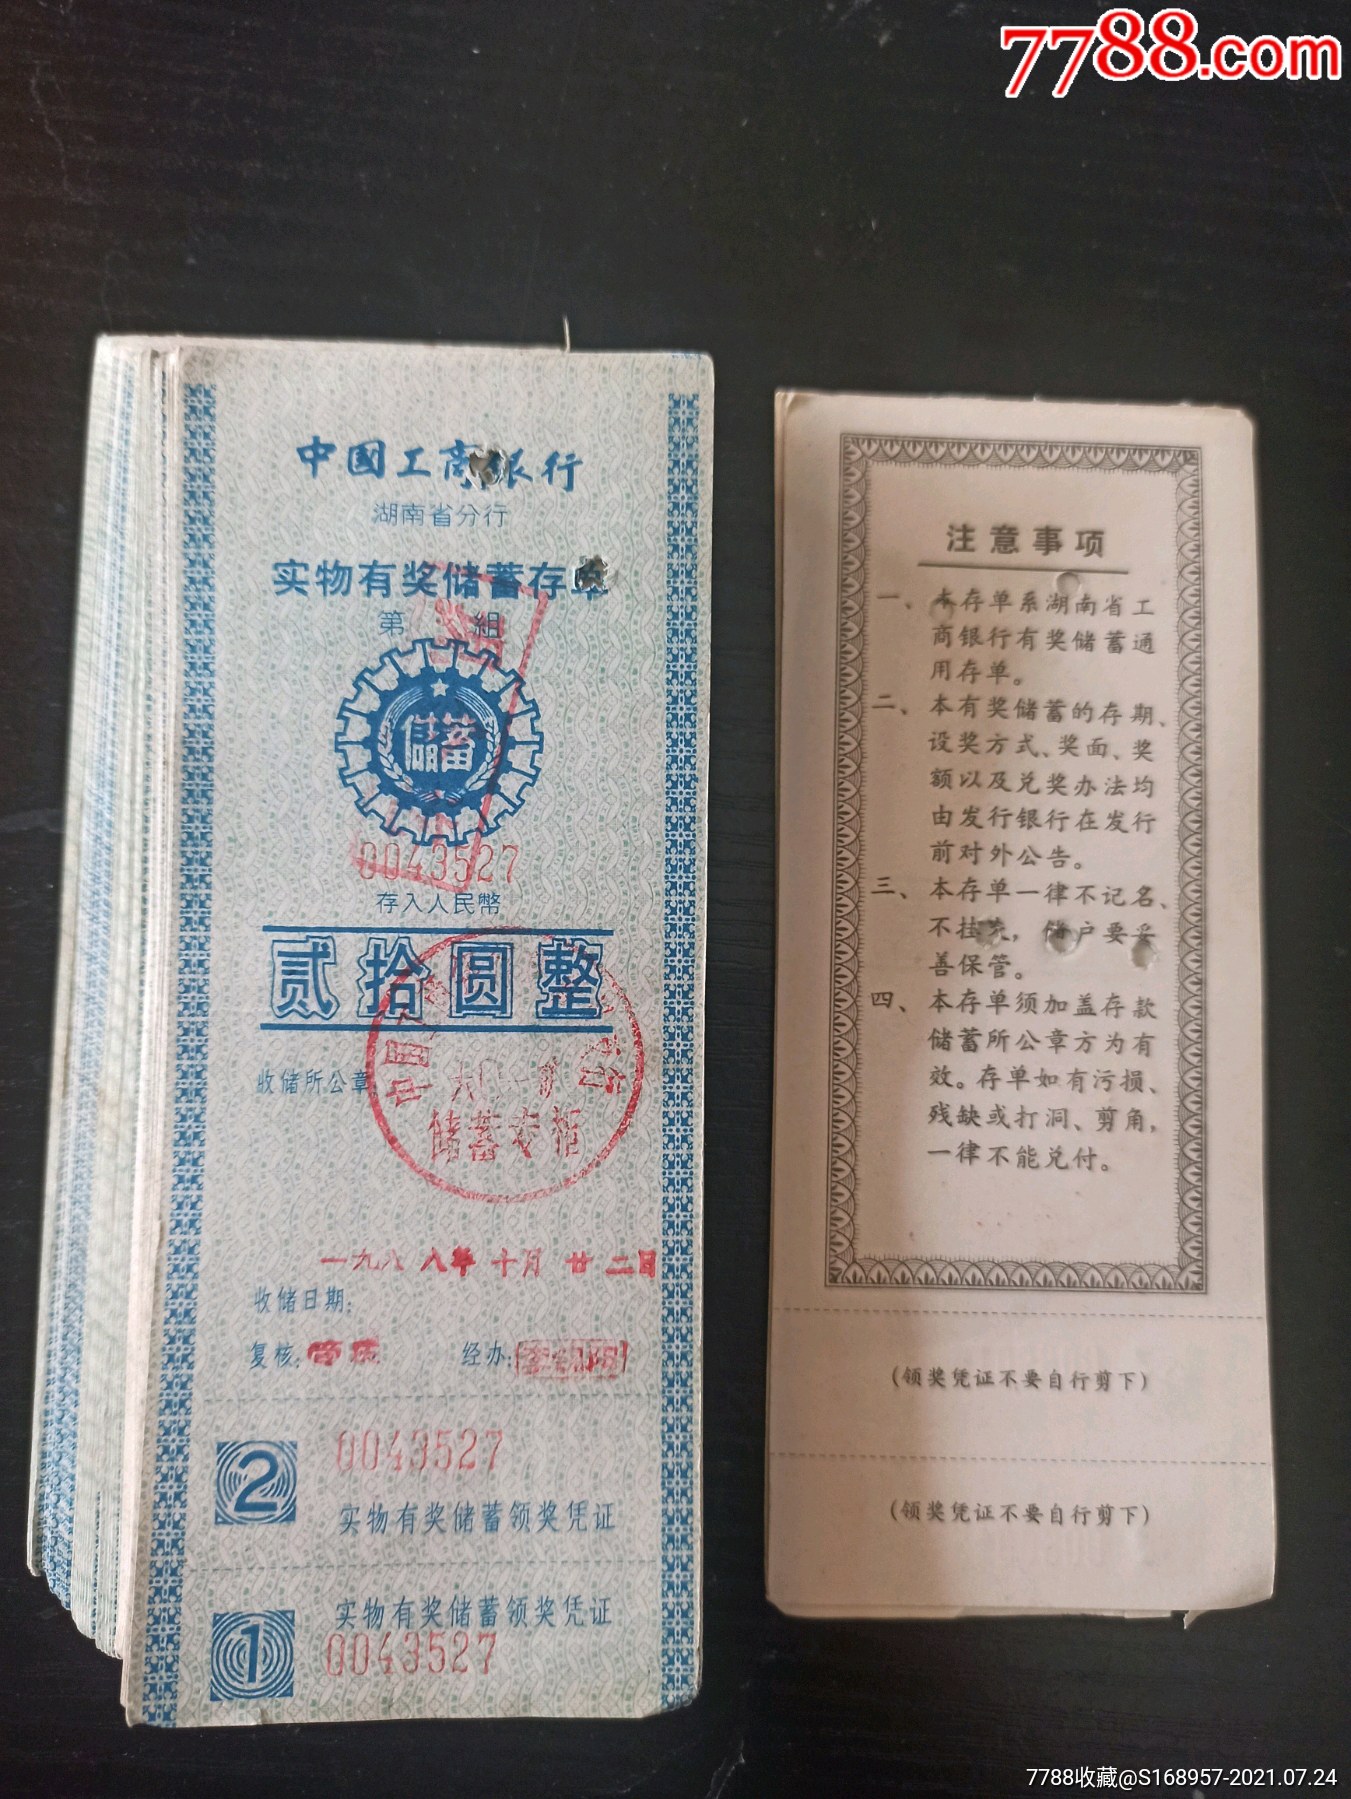 7788.com
中國工商银行
湖南省分行
实物有奖储蓄存单
第 组
儲蓄
0043527
存入人民幣
贰拾圆整
收储所公章
中国
六〇一矿
储蓄专柜
一九八八年十月廿二日
收储日期:
复核:
经办:
2
0043527
实物有奖储蓄领奖凭证
实物有奖储蓄领奖凭证
1
0043527
注意事项
一、本存单系湖南省工
商银行有奖储蓄通
用存单。
二、本有奖储蓄的存期、
设奖方式、奖面、奖
额以及兑奖办法均
由发行银行在发行
前对外公告。
三、本存单一律不记名、
不挂失,储户要妥
善保管。
四、本存单须加盖存款
储蓄所公章方为有
效。存单如有污损、
残缺或打洞、剪角,
一律不能兑付。
(领奖凭证不要自行剪下)
(领奖凭证不要自行剪下)
7788收藏@S168957-2021.07.24